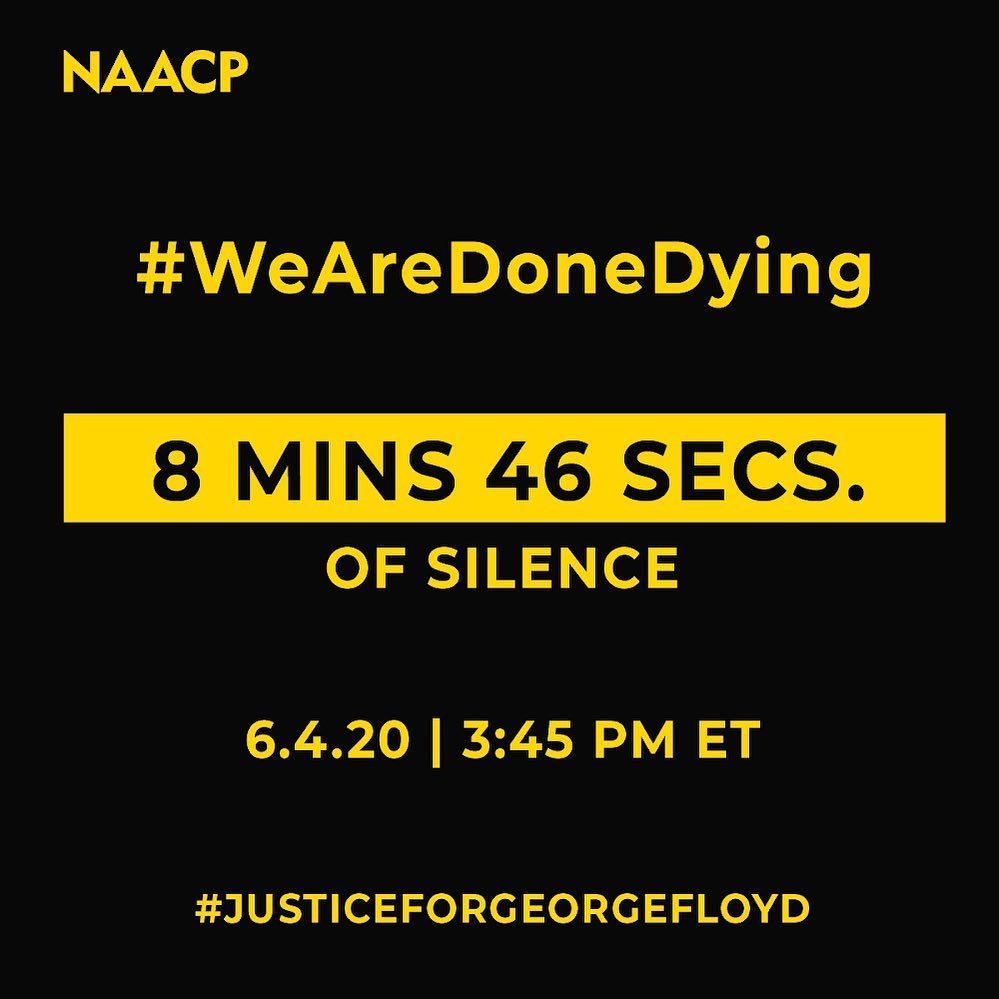 NAACP
#WeAreDoneDying
8 MINS 46 SECS.
OF SILENCE
6.4.20 | 3:45 PM ET
#JUSTICEFORGEORGEFLOYD